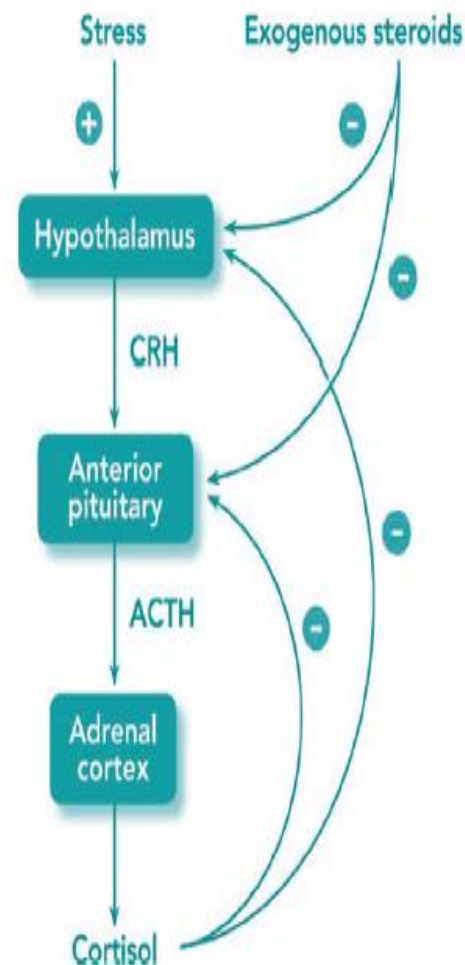 Stress
Exogenous steroids
+
-
Hypothalamus
-
CRH
Anterior
pituitary
-
ACTH
-
Adrenal
cortex
Cortisol